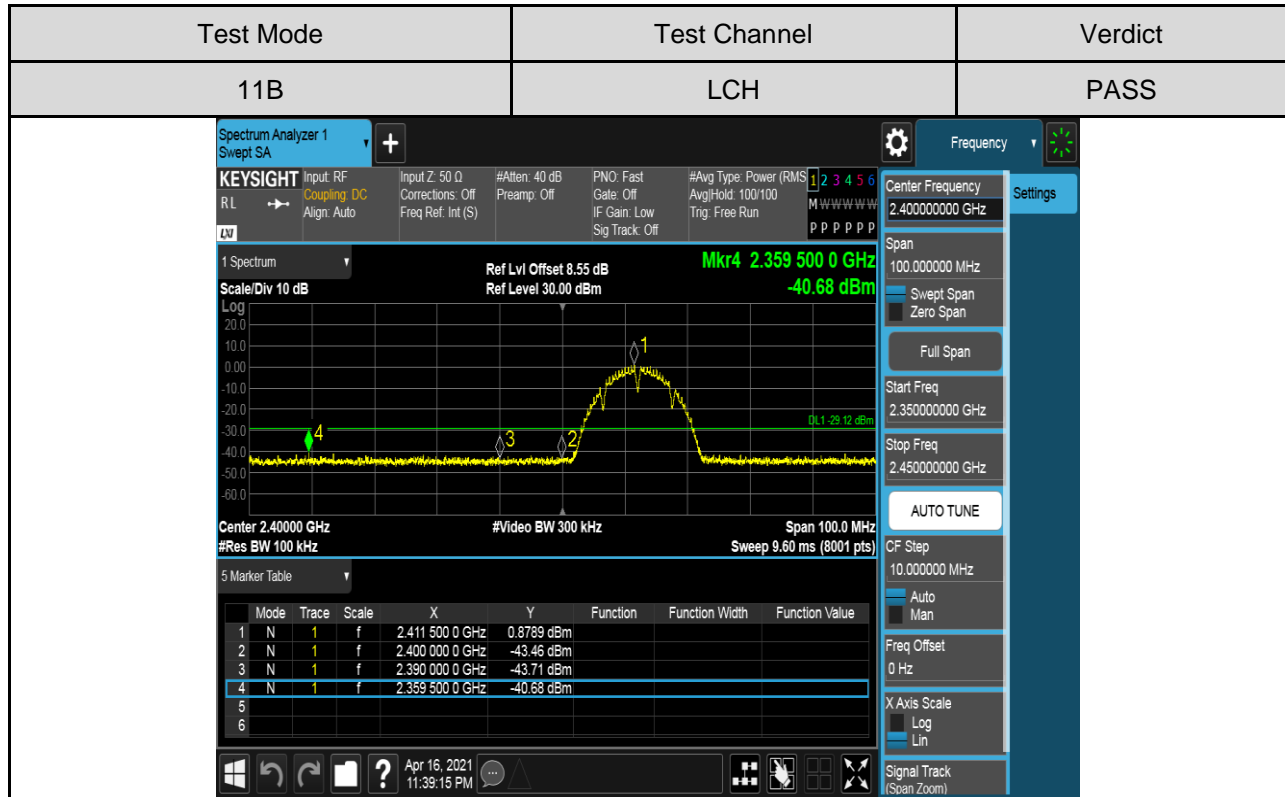 Test Mode Test Channel Verdict
11B LCH PASS
Spectrum Analyzer 1
Swept SA
+
Frequency
KEYSIGHT
RL
LXI
Input: RF
Coupling: DC
Align: Auto
Input Z: 50 Ω
Corrections: Off
Freq Ref: Int (S)
#Atten: 40 dB
Preamp: Off
PNO: Fast
Gate: Off
IF Gain: Low
Sig Track: Off
#Avg Type: Power (RMS
Avg|Hold: 100/100
Trig: Free Run
1 2 3 4 5 6
M W W W W W
P P P P P P
1 Spectrum
Scale/Div 10 dB
Ref Lvl Offset 8.55 dB
Ref Level 30.00 dBm
Mkr4 2.359 500 0 GHz
-40.68 dBm
Log
20.0
10.0
0.00
-10.0
-20.0
-30.0
-40.0
-50.0
-60.0
1
2
3
4
DL1 -29.12 dBm
Center 2.40000 GHz #Video BW 300 kHz Span 100.0 MHz
#Res BW 100 kHz Sweep 9.60 ms (8001 pts)
5 Marker Table
Mode Trace Scale X Y Function Function Width Function Value
1 N 1 f 2.411 500 0 GHz 0.8789 dBm
2 N 1 f 2.400 000 0 GHz -43.46 dBm
3 N 1 f 2.390 000 0 GHz -43.71 dBm
4 N 1 f 2.359 500 0 GHz -40.68 dBm
5
6
?
Apr 16, 2021
11:39:15 PM
Center Frequency
2.400000000 GHz
Settings
Span
100.000000 MHz
Swept Span
Zero Span
Full Span
Start Freq
2.350000000 GHz
Stop Freq
2.450000000 GHz
AUTO TUNE
CF Step
10.000000 MHz
Auto
Man
Freq Offset
0 Hz
X Axis Scale
Log
Lin
Signal Track
(Span Zoom)